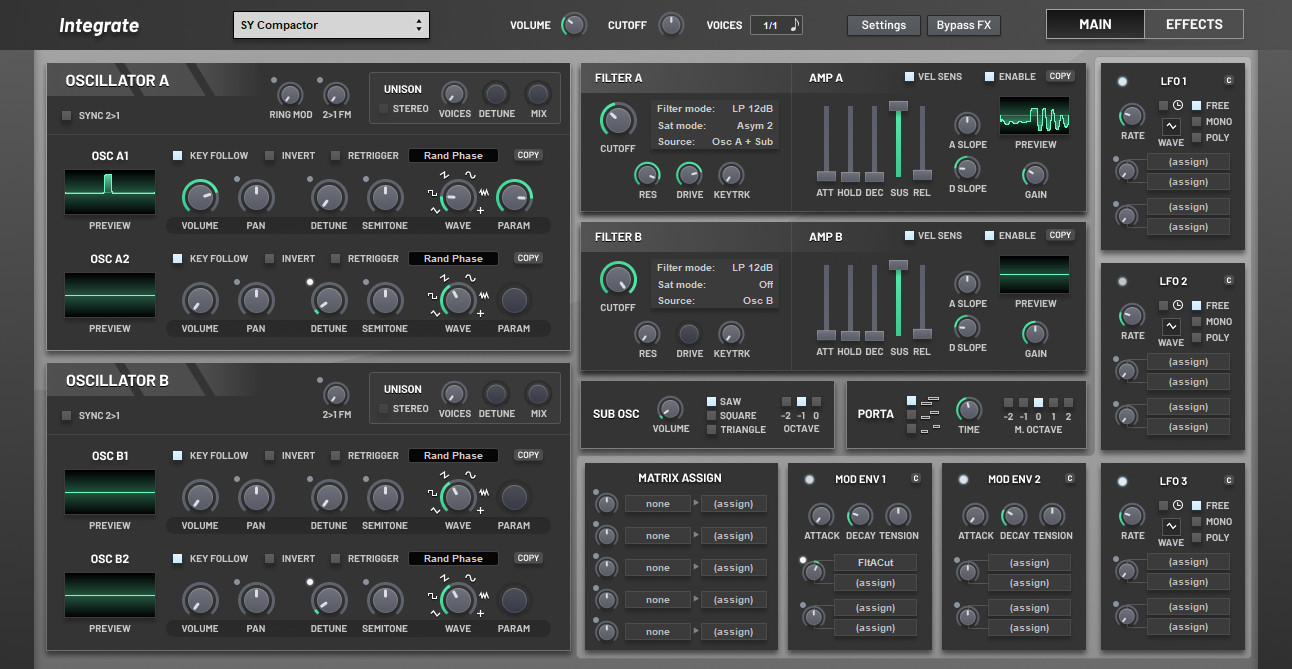 Integrate
SY Compactor
VOLUME CUTOFF VOICES 1/1 Settings Bypass FX MAIN EFFECTS
OSCILLATOR A
SYNC 2>1
RING MOD 2>1 FM
UNISON
STEREO
VOICES DETUNE MIX
OSC A1
KEY FOLLOW INVERT RETRIGGER Rand Phase COPY
PREVIEW VOLUME PAN DETUNE SEMITONE WAVE PARAM
OSC A2
KEY FOLLOW INVERT RETRIGGER Rand Phase COPY
PREVIEW VOLUME PAN DETUNE SEMITONE WAVE PARAM
OSCILLATOR B
SYNC 2>1
2>1 FM
UNISON
STEREO
VOICES DETUNE MIX
OSC B1
KEY FOLLOW INVERT RETRIGGER Rand Phase COPY
PREVIEW VOLUME PAN DETUNE SEMITONE WAVE PARAM
OSC B2
KEY FOLLOW INVERT RETRIGGER Rand Phase COPY
PREVIEW VOLUME PAN DETUNE SEMITONE WAVE PARAM
FILTER A
CUTOFF
Filter mode: LP 12dB
Sat mode: Asym 2
Source: Osc A + Sub
RES DRIVE KEYTRK
AMP A VEL SENS ENABLE COPY
ATT HOLD DEC SUS REL
A SLOPE
D SLOPE
PREVIEW
GAIN
FILTER B
CUTOFF
Filter mode: LP 12dB
Sat mode: Off
Source: Osc B
RES DRIVE KEYTRK
AMP B VEL SENS ENABLE COPY
ATT HOLD DEC SUS REL
A SLOPE
D SLOPE
PREVIEW
GAIN
SUB OSC
VOLUME
SAW
SQUARE
TRIANGLE
-2 -1 0
OCTAVE
PORTA
TIME
-2 -1 0 1 2
M. OCTAVE
MATRIX ASSIGN
none (assign)
none (assign)
none (assign)
none (assign)
none (assign)
MOD ENV 1 C
ATTACK DECAY TENSION
FltACut
(assign)
(assign)
(assign)
MOD ENV 2 C
ATTACK DECAY TENSION
(assign)
(assign)
(assign)
(assign)
LFO 1 C
RATE
WAVE
FREE
MONO
POLY
(assign)
(assign)
(assign)
(assign)
LFO 2 C
RATE
WAVE
FREE
MONO
POLY
(assign)
(assign)
(assign)
(assign)
LFO 3 C
RATE
WAVE
FREE
MONO
POLY
(assign)
(assign)
(assign)
(assign)